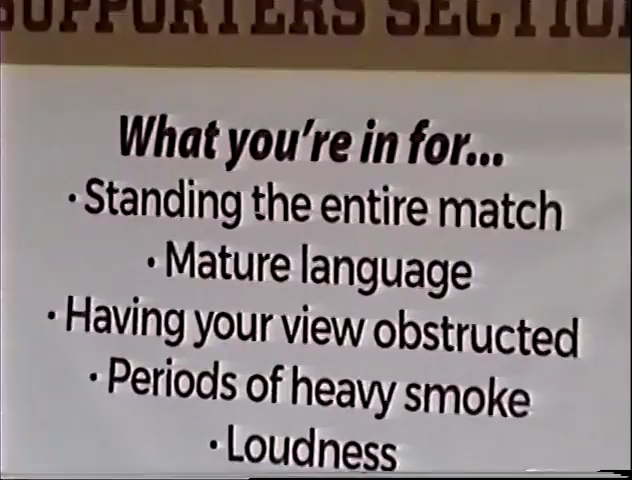 SUPPORTERS SECTION
What you're in for...
· Standing the entire match
· Mature language
· Having your view obstructed
· Periods of heavy smoke
· Loudness